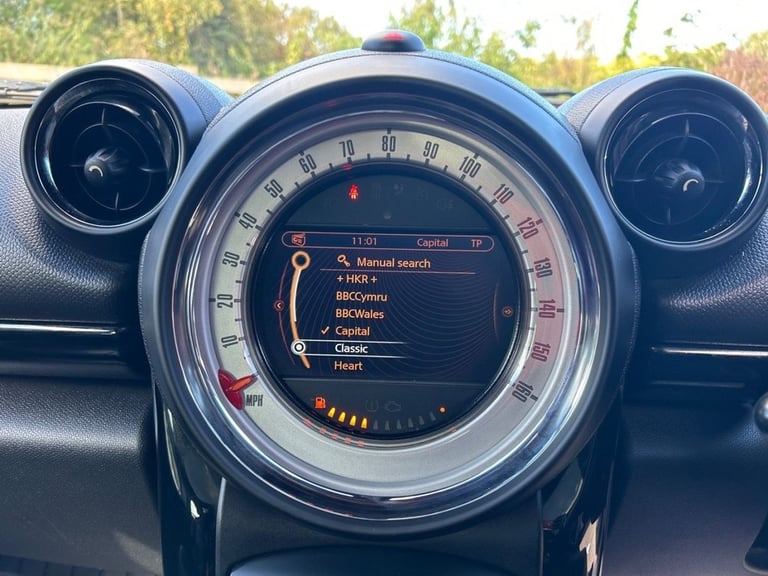 80
70
90
60
100
50
110
40
120
30
130
20
140
10
150
160
MPH
11:01 Capital TP
Manual search
+ HKR +
BBCCymru
BBCWales
✓ Capital
Classic
Heart